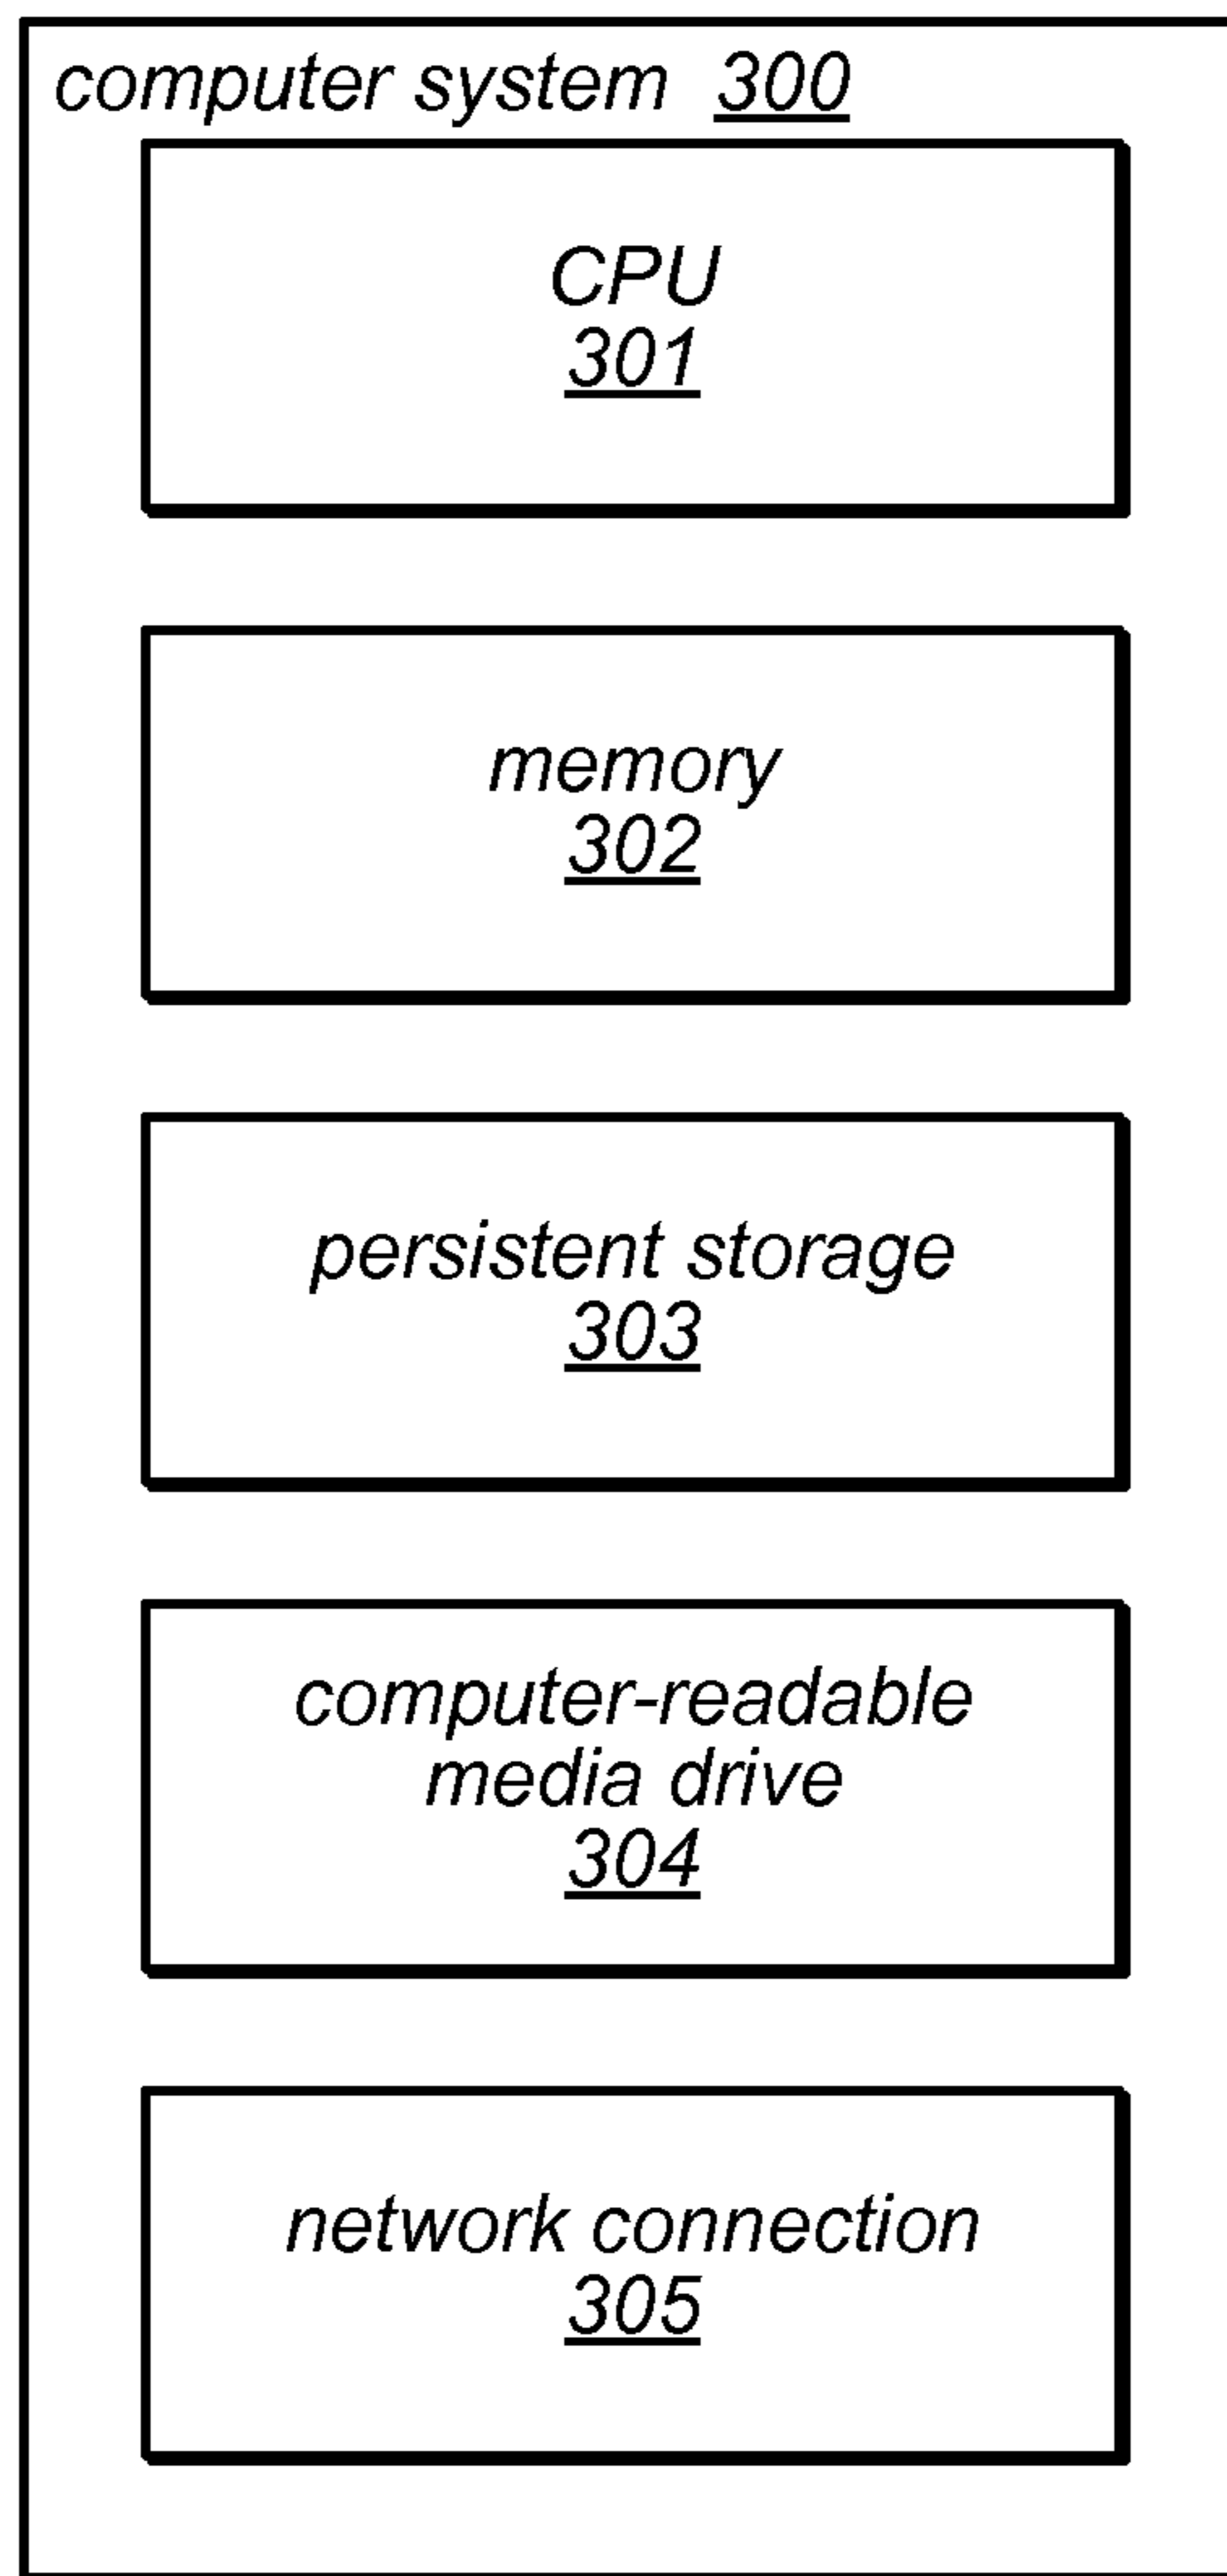 computer system 300
CPU
301
memory
302
persistent storage
303
computer-readable
media drive
304
network connection
305